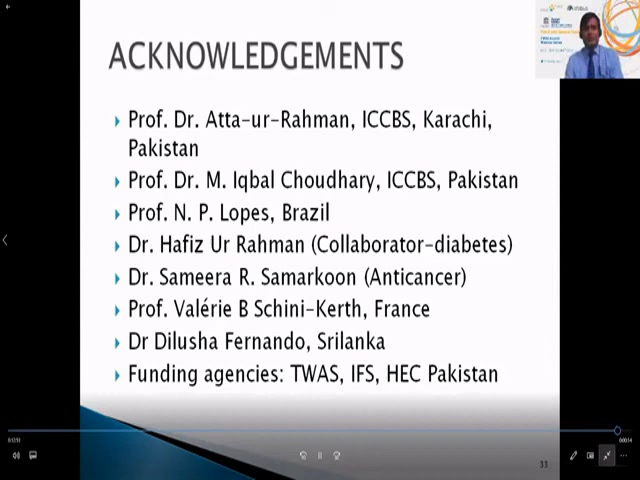 ACKNOWLEDGEMENTS
Prof. Dr. Atta-ur-Rahman, ICCBS, Karachi,
Pakistan
Prof. Dr. M. Iqbal Choudhary, ICCBS, Pakistan
Prof. N. P. Lopes, Brazil
Dr. Hafiz Ur Rahman (Collaborator-diabetes)
Dr. Sameera R. Samarkoon (Anticancer)
Prof. Valérie B Schini-Kerth, France
Dr Dilusha Fernando, Srilanka
Funding agencies: TWAS, IFS, HEC Pakistan
33